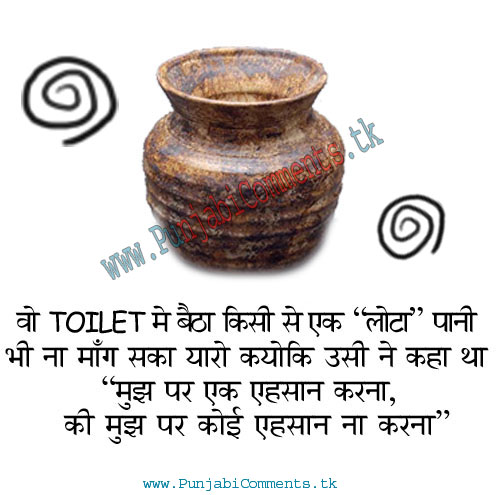 www.PunjabiComments.tk
वो TOILET मे बैठा किसी से एक “लोटा” पानी
भी ना माँग सका यारो कयोकि उसी ने कहा था
“मुझ पर एक एहसान करना,
की मुझ पर कोई एहसान ना करना”
www.PunjabiComments.tk